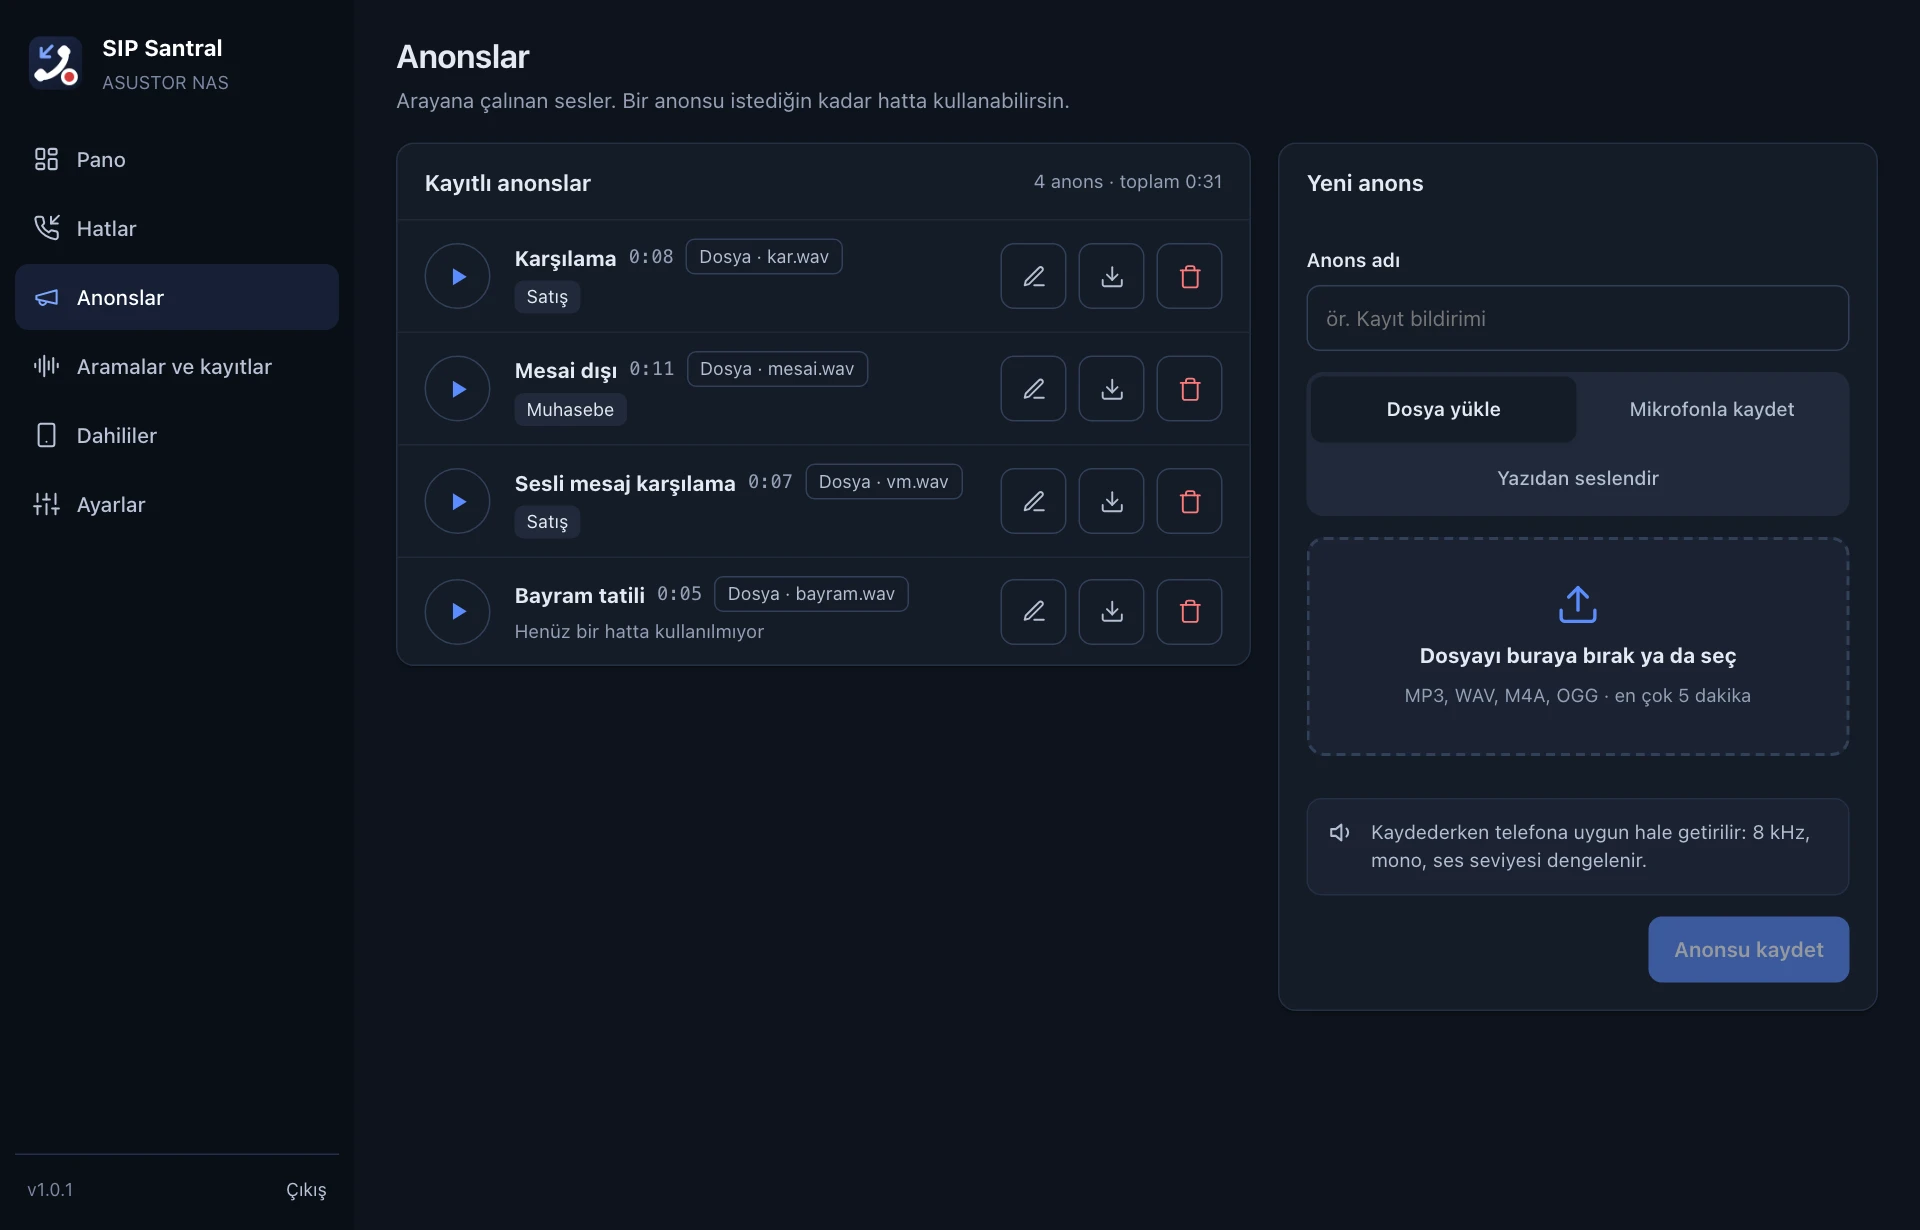 SIP Santral
ASUSTOR NAS
Pano
Hatlar
Anonslar
Aramalar ve kayıtlar
Dahililer
Ayarlar
v1.0.1
Çıkış
Anonslar
Arayana çalınan sesler. Bir anonsu istediğin kadar hatta kullanabilirsin.
Kayıtlı anonslar
4 anons · toplam 0:31
Karşılama 0:08 Dosya · kar.wav
Satış
Mesai dışı 0:11 Dosya · mesai.wav
Muhasebe
Sesli mesaj karşılama 0:07 Dosya · vm.wav
Satış
Bayram tatili 0:05 Dosya · bayram.wav
Henüz bir hatta kullanılmıyor
Yeni anons
Anons adı
ör. Kayıt bildirimi
Dosya yükle
Mikrofonla kaydet
Yazıdan seslendir
Dosyayı buraya bırak ya da seç
MP3, WAV, M4A, OGG · en çok 5 dakika
Kaydederken telefona uygun hale getirilir: 8 kHz,
mono, ses seviyesi dengelenir.
Anonsu kaydet